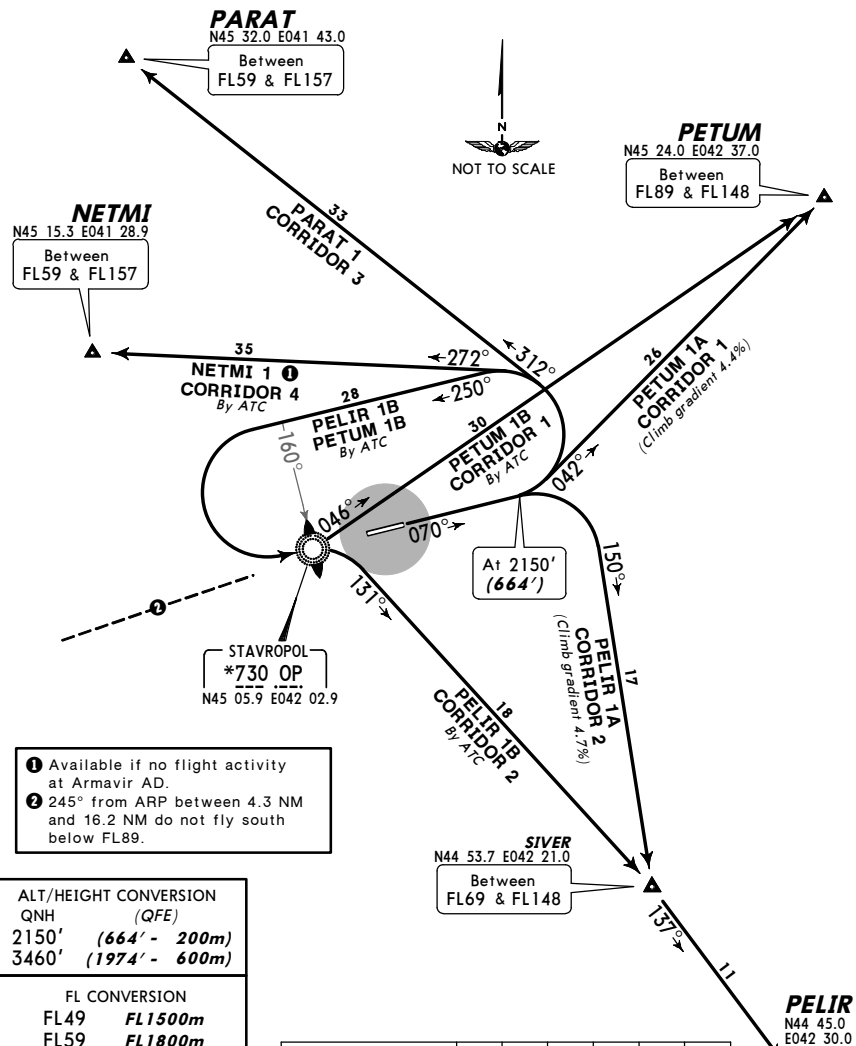 PARAT
N45 32.0 E041 43.0
Between
FL59 & FL157
N
NOT TO SCALE
PETUM
N45 24.0 E042 37.0
Between
FL89 & FL148
NETMI
N45 15.3 E041 28.9
Between
FL59 & FL157
33
PARAT 1
CORRIDOR 3
35
NETMI 1 ❶
CORRIDOR 4
By ATC
272°
312°
250°
28
PELIR 1B
PETUM 1B
By ATC
160°
30
PETUM 1B
CORRIDOR 1
By ATC
26
PETUM 1A
CORRIDOR 1
(Climb gradient 4.4%)
042°
046°
070°
At 2150'
(664')
150°
131°
❷
STAVROPOL
*730 OP
N45 05.9 E042 02.9
17
PELIR 1A
CORRIDOR 2
(Climb gradient 4.7%)
18
PELIR 1B
CORRIDOR 2
By ATC
❶ Available if no flight activity
at Armavir AD.
❷ 245° from ARP between 4.3 NM
and 16.2 NM do not fly south
below FL89.
SIVER
N44 53.7 E042 21.0
Between
FL69 & FL148
137°
11
PELIR
N44 45.0
E042 30.0
ALT/HEIGHT CONVERSION
QNH (QFE)
2150' (664' - 200m)
3460' (1974' - 600m)
FL CONVERSION
FL49 FL1500m
FL59 FL1800m